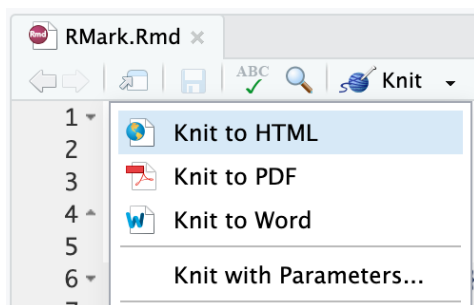 Rmd RMark.Rmd ×
ABC Knit
1
2
3
4
5
6
Knit to HTML
Knit to PDF
W Knit to Word
Knit with Parameters...